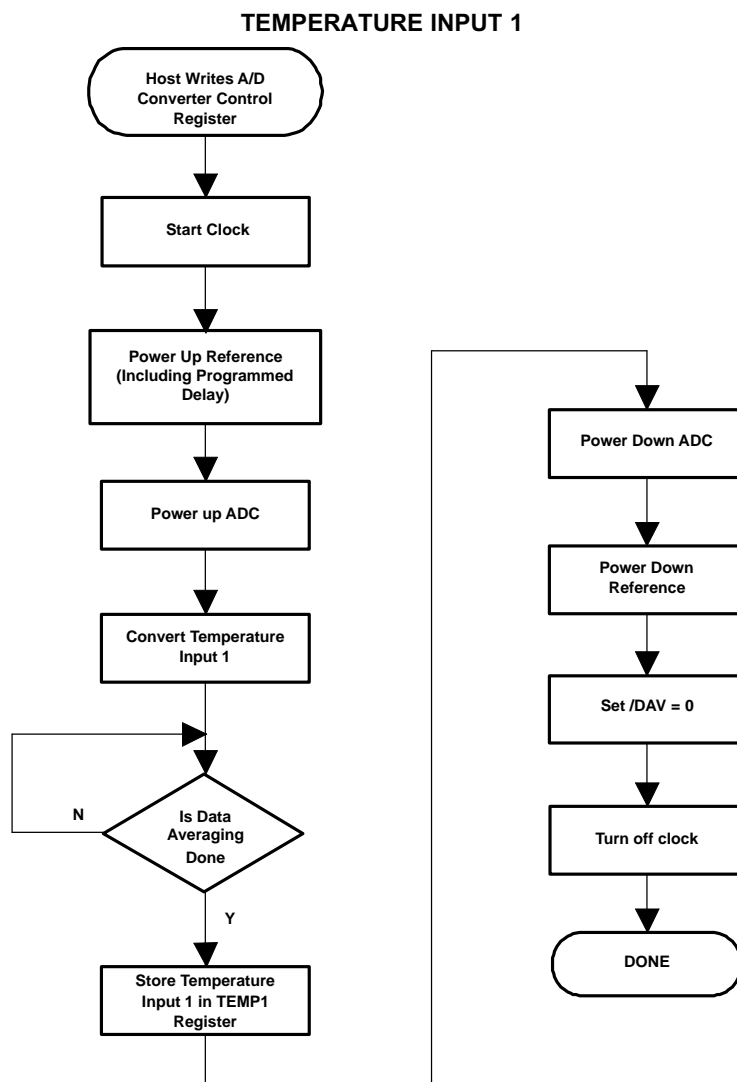 TEMPERATURE INPUT 1
Host Writes A/D
Converter Control
Register
Start Clock
Power Up Reference
(Including Programmed
Delay)
Power up ADC
Convert Temperature
Input 1
N
Is Data
Averaging
Done
Y
Store Temperature
Input 1 in TEMP1
Register
Power Down ADC
Power Down
Reference
Set /DAV = 0
Turn off clock
DONE